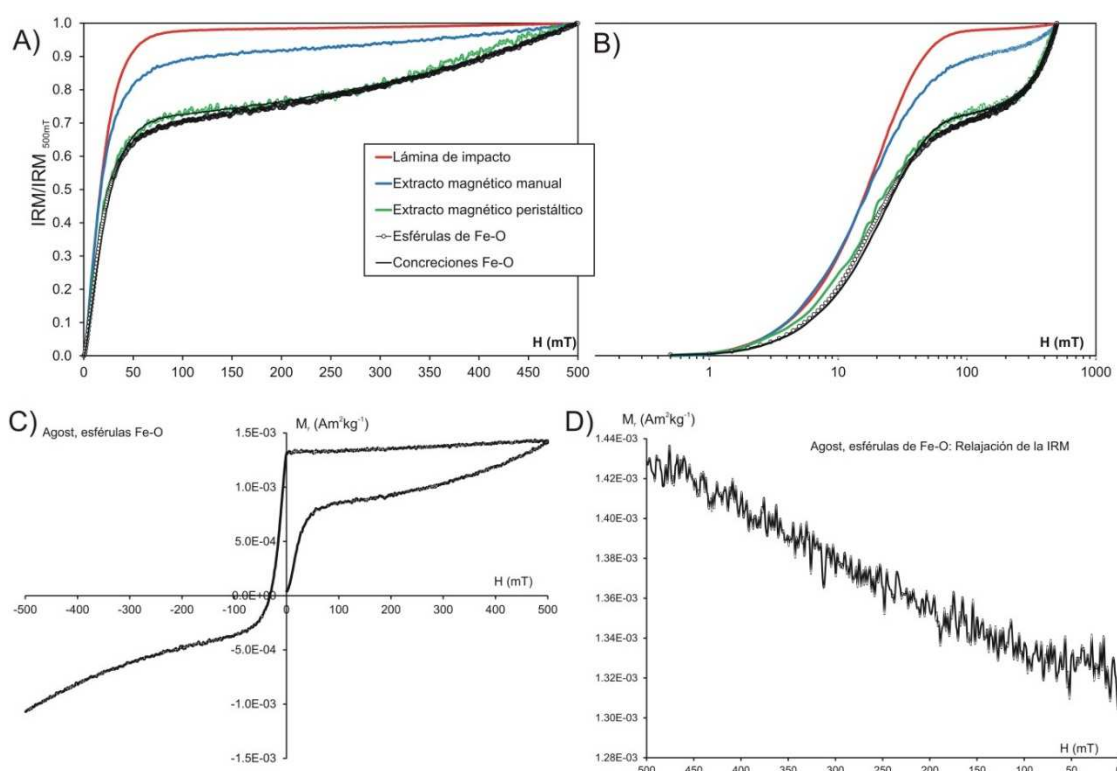 A)
1.0
0.9
0.8
0.7
0.6
0.5
0.4
0.3
0.2
0.1
0.0
IRM/IRM 500mT
0 50 100 150 200 250 300 350 400 450 500
H (mT)
Lámina de impacto
Extracto magnético manual
Extracto magnético peristáltico
Esférulas de Fe-O
Concreciones Fe-O
B)
H (mT)
1 10 100 1000
C)
Agost, esférulas Fe-O
Mr (Am²kg⁻¹)
1.5E-03
1.0E-03
5.0E-04
0.0E+00
-5.0E-04
-1.0E-03
-1.5E-03
H (mT)
-500 -400 -300 -200 -100 0 100 200 300 400 500
D)
Mr (Am²kg⁻¹)
Agost, esférulas de Fe-O: Relajación de la IRM
1.44E-03
1.42E-03
1.40E-03
1.38E-03
1.36E-03
1.34E-03
1.32E-03
1.30E-03
1.28E-03
H (mT)
500 450 400 350 300 250 200 150 100 50